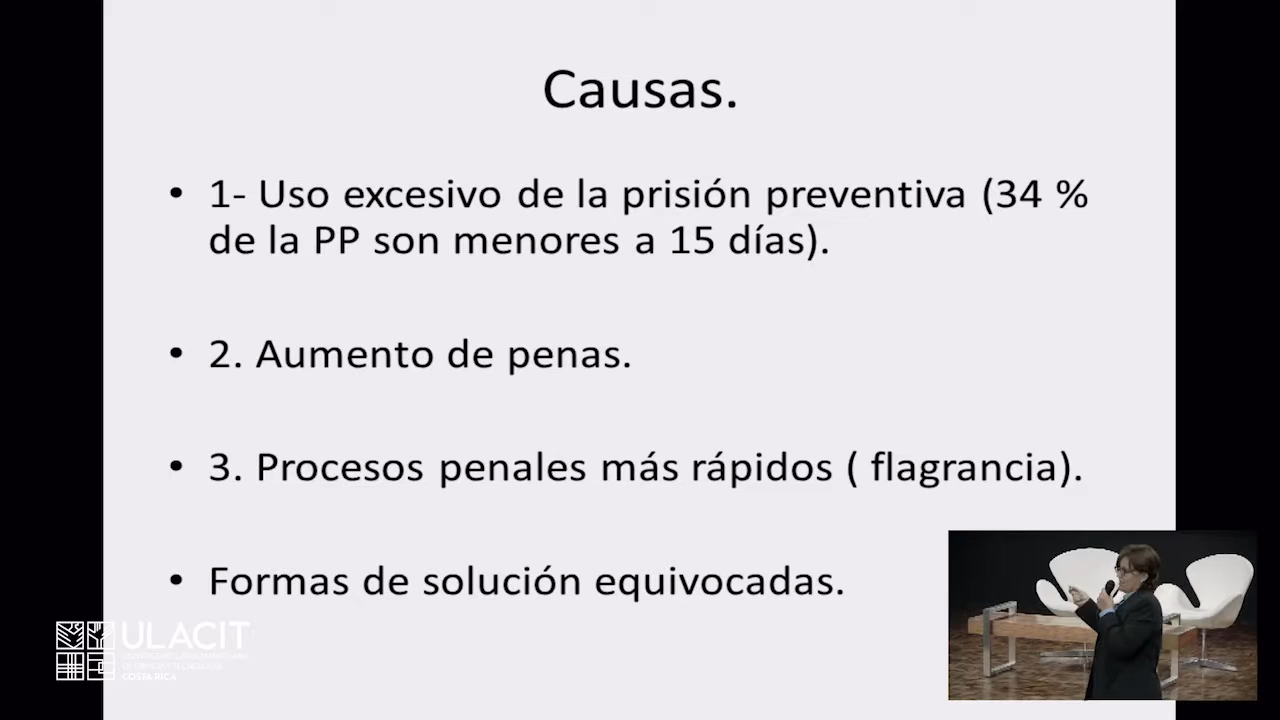 Causas.
• 1- Uso excesivo de la prisión preventiva (34 %
de la PP son menores a 15 días).
• 2. Aumento de penas.
• 3. Procesos penales más rápidos ( flagrancia).
• Formas de solución equivocadas.
ULACIT
COSTA RICA